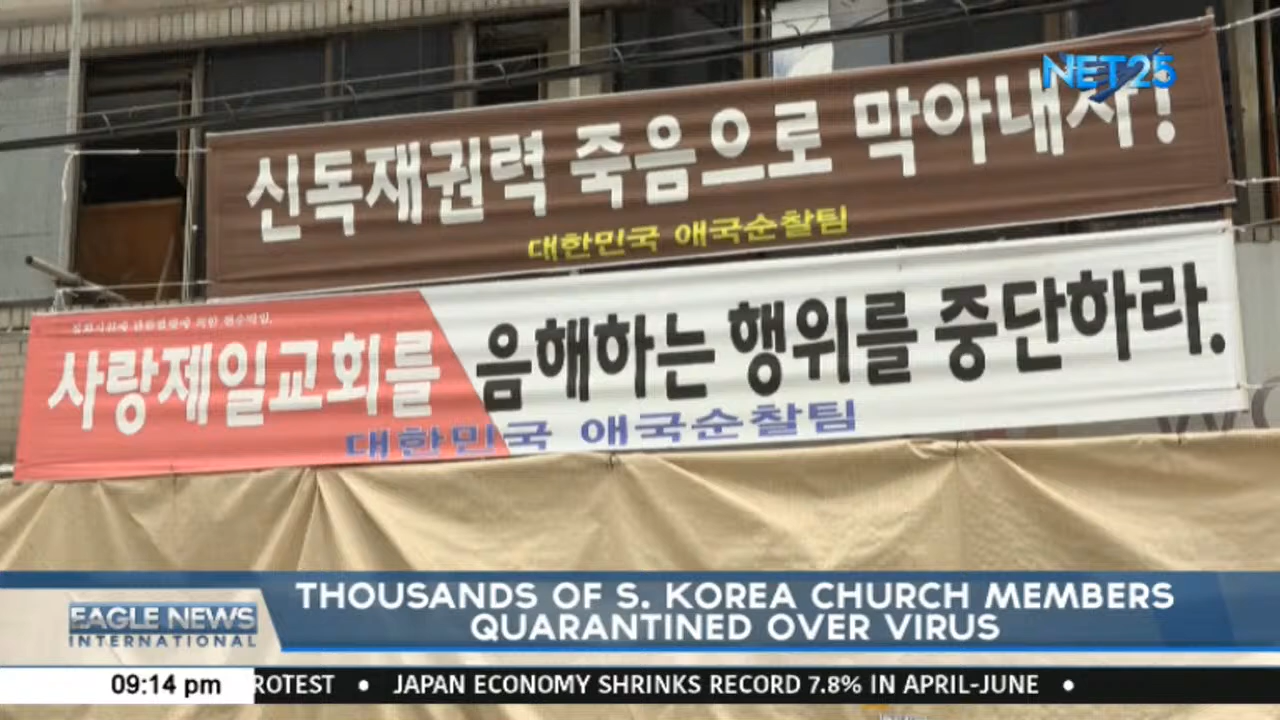 NET25
신독재권력 죽음으로 막아내자!
대한민국 애국순찰팀
사랑제일교회를 음해하는 행위를 중단하라.
대한민국 애국순찰팀
THOUSANDS OF S. KOREA CHURCH MEMBERS
QUARANTINED OVER VIRUS
EAGLE NEWS
INTERNATIONAL
09:14 pm ROTEST • JAPAN ECONOMY SHRINKS RECORD 7.8% IN APRIL-JUNE •